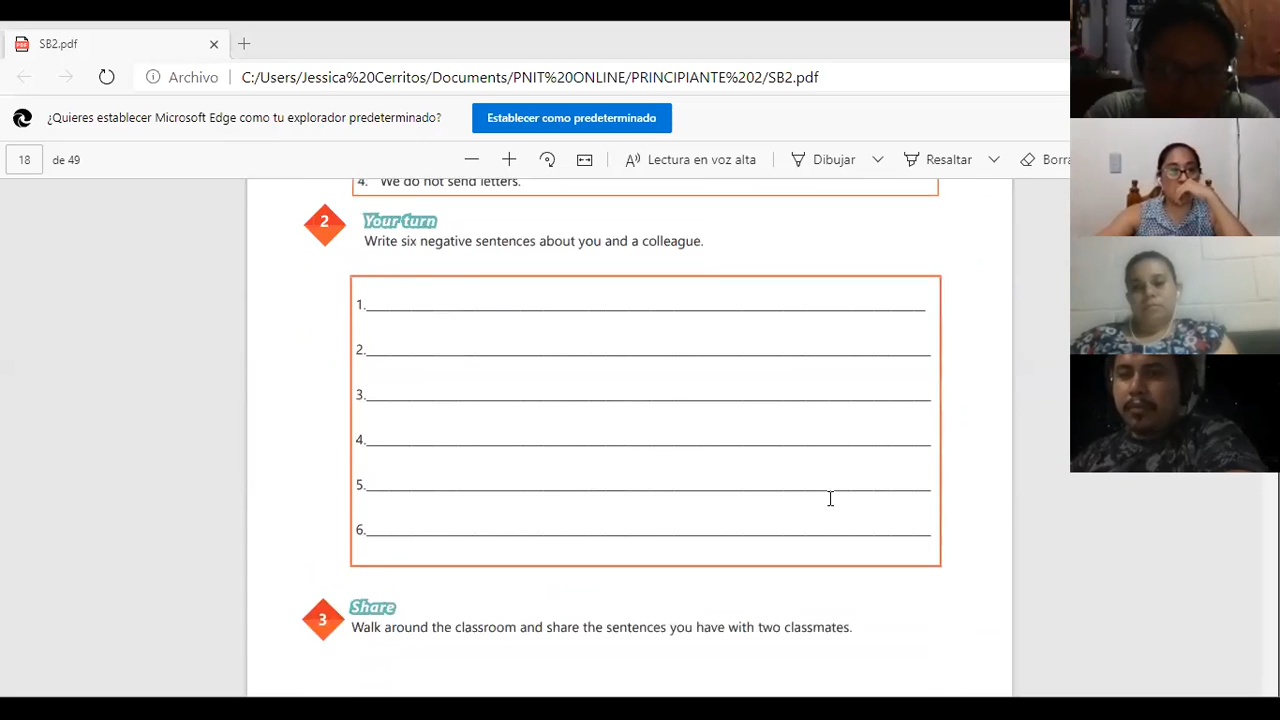 SB2.pdf
Archivo C:/Users/Jessica%20Cerritos/Documents/PNIT%20ONLINE/PRINCIPIANTE%202/SB2.pdf
¿Quieres establecer Microsoft Edge como tu explorador predeterminado? Establecer como predeterminado
18 de 49 Lectura en voz alta Dibujar Resaltar Borra
4. We do not send letters.
2 Your turn
Write six negative sentences about you and a colleague.
1.
2.
3.
4.
5.
6.
3 Share
Walk around the classroom and share the sentences you have with two classmates.